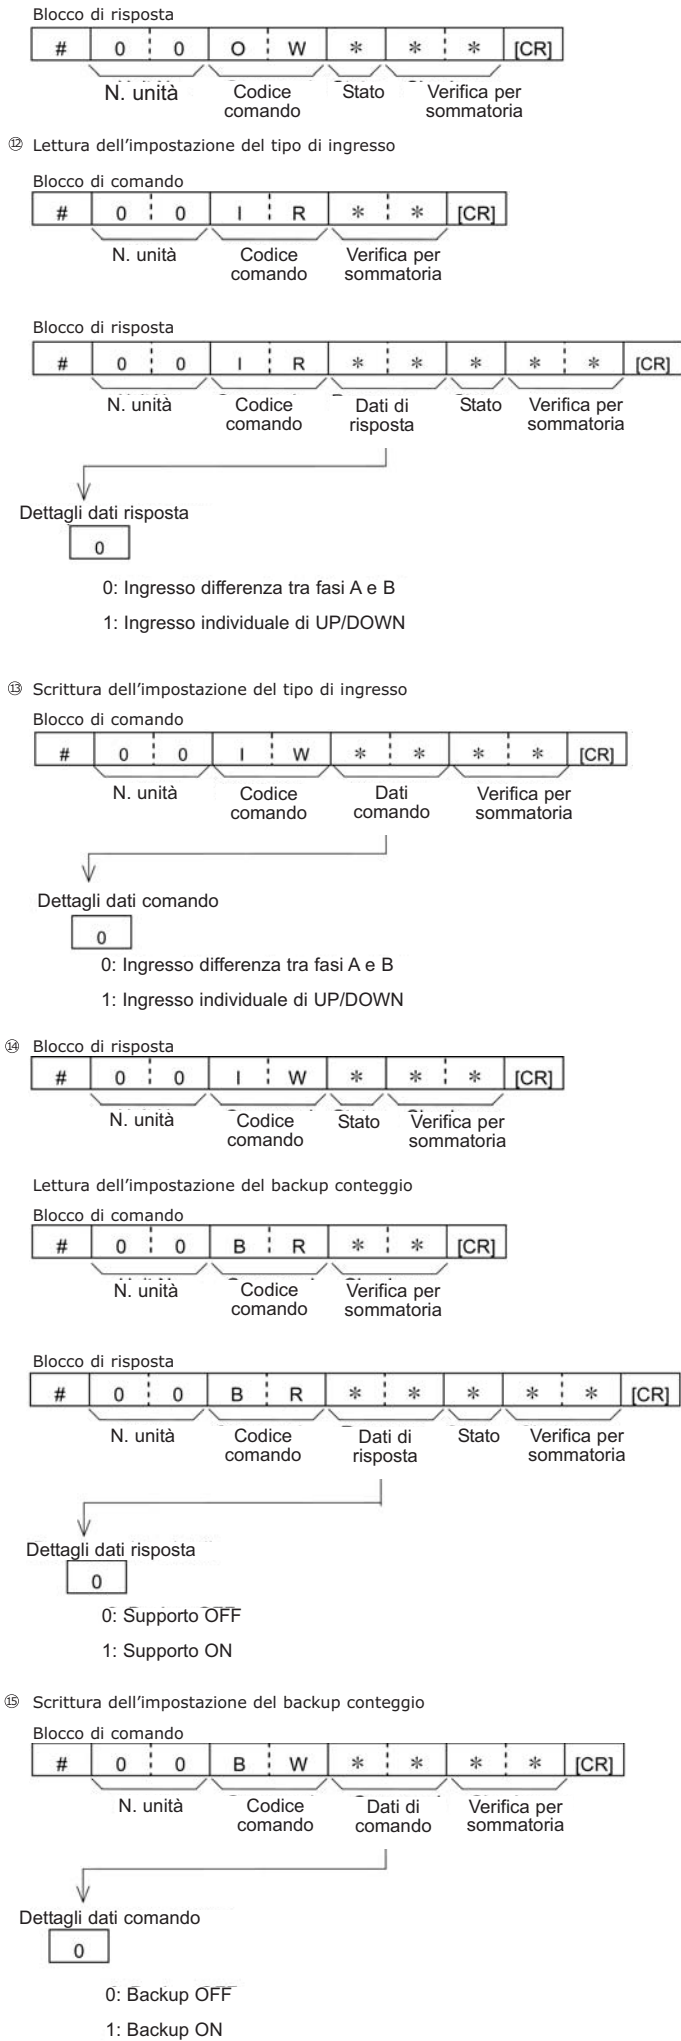 Blocco di risposta
# 0 0 O W * * * [CR]
N. unità Codice comando Stato Verifica per sommatoria
⑫ Lettura dell'impostazione del tipo di ingresso
Blocco di comando
# 0 0 I R * * [CR]
N. unità Codice comando Verifica per sommatoria
Blocco di risposta
# 0 0 I R * * * * * [CR]
N. unità Codice comando Dati di risposta Stato Verifica per sommatoria
Dettagli dati risposta
0
0: Ingresso differenza tra fasi A e B
1: Ingresso individuale di UP/DOWN
⑬ Scrittura dell'impostazione del tipo di ingresso
Blocco di comando
# 0 0 I W * * * * [CR]
N. unità Codice comando Dati comando Verifica per sommatoria
Dettagli dati comando
0
0: Ingresso differenza tra fasi A e B
1: Ingresso individuale di UP/DOWN
⑭ Blocco di risposta
# 0 0 I W * * * [CR]
N. unità Codice comando Stato Verifica per sommatoria
Lettura dell'impostazione del backup conteggio
Blocco di comando
# 0 0 B R * * [CR]
N. unità Codice comando Verifica per sommatoria
Blocco di risposta
# 0 0 B R * * * * * [CR]
N. unità Codice comando Dati di risposta Stato Verifica per sommatoria
Dettagli dati risposta
0
0: Supporto OFF
1: Supporto ON
⑮ Scrittura dell'impostazione del backup conteggio
Blocco di comando
# 0 0 B W * * * * [CR]
N. unità Codice comando Dati di comando Verifica per sommatoria
Dettagli dati comando
0
0: Backup OFF
1: Backup ON